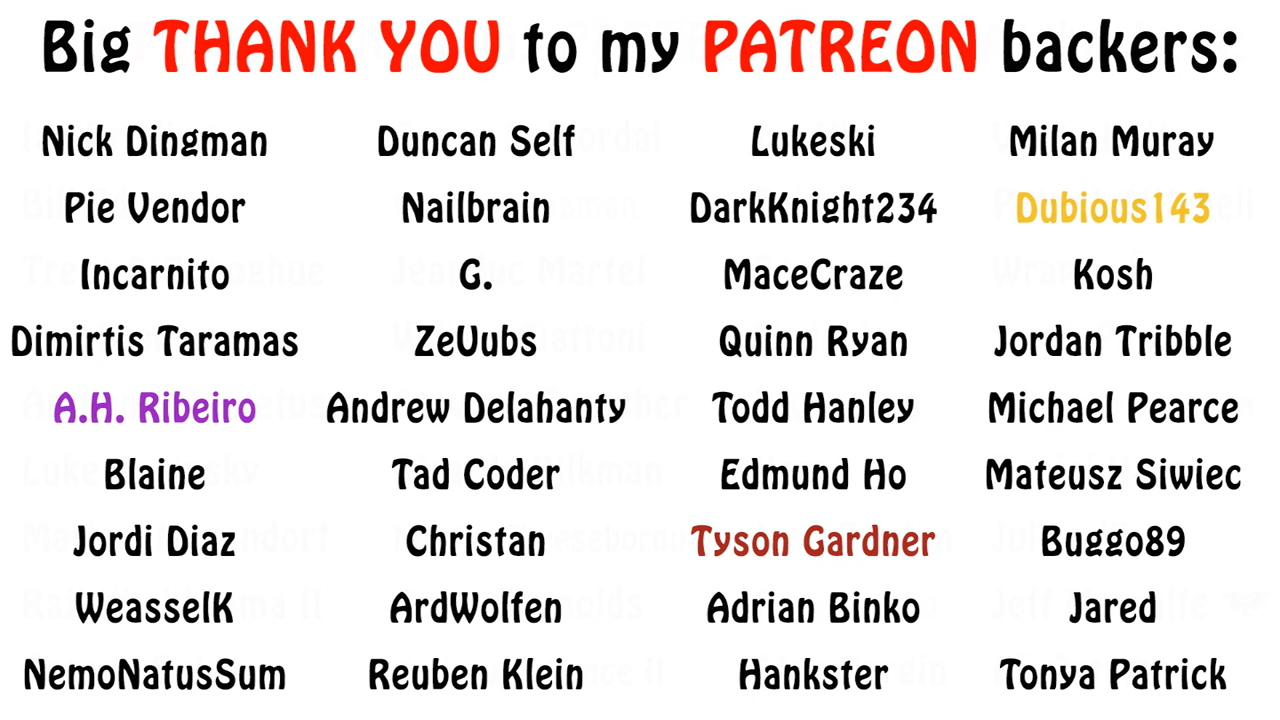 Big THANK YOU to my PATREON backers:
Nick Dingman Duncan Self Lukeski Milan Muray
Pie Vendor Nailbrain DarkKnight234 Dubious143
Incarnito G. MaceCraze Kosh
Dimirtis Taramas ZeUubs Quinn Ryan Jordan Tribble
A.H. Ribeiro Andrew Delahanty Todd Hanley Michael Pearce
Blaine Tad Coder Edmund Ho Mateusz Siwiec
Jordi Diaz Christan Tyson Gardner Buggo89
WeasselK ArdWolfen Adrian Binko Jared
NemoNatusSum Reuben Klein Hankster Tonya Patrick